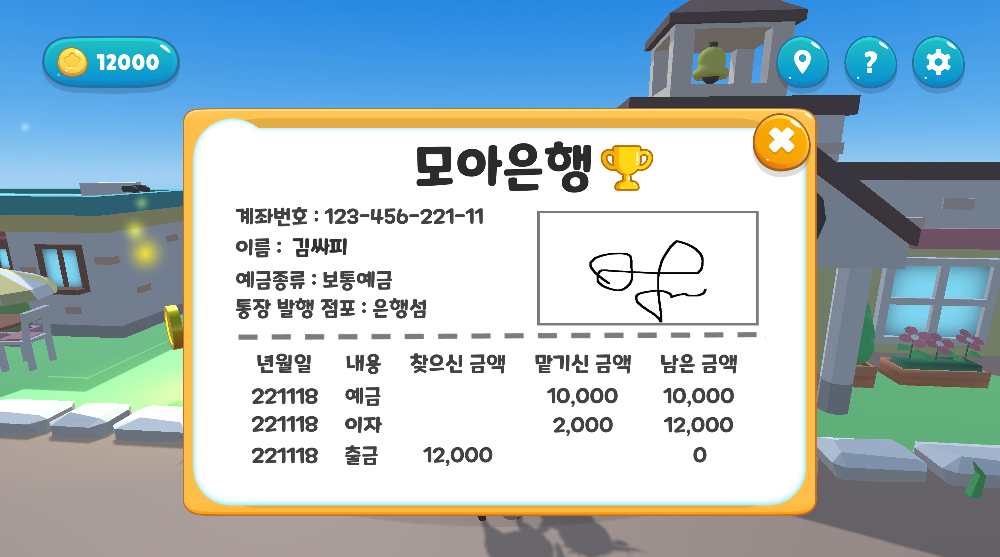 12000
?
모아은행
계좌번호 : 123-456-221-11
이름 : 김싸피
예금종류 : 보통예금
통장 발행 점포 : 은행섬
년월일 내용 찾으신 금액 맡기신 금액 남은 금액
221118 예금 10,000 10,000
221118 이자 2,000 12,000
221118 출금 12,000 0